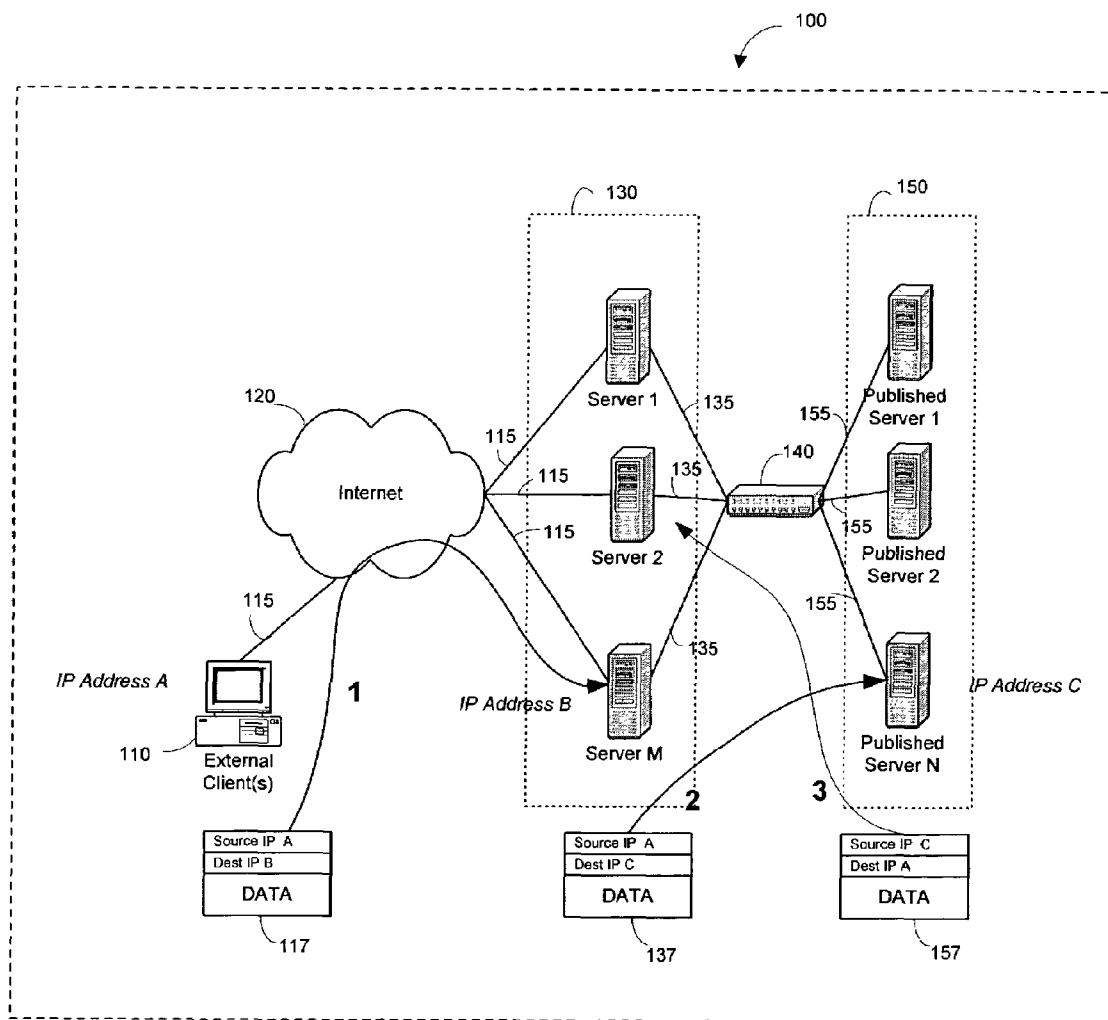 100
130
150
120
Internet
Server 1
Published
Server 1
115
135
155
140
115
135
115
155
Server 2
Published
Server 2
115
155
135
IP Address A
1
IP Address B
IP Address C
110
External
Client(s)
Server M
Published
Server N
2
3
Source IP A
Dest IP B
DATA
117
Source IP A
Dest IP C
DATA
137
Source IP C
Dest IP A
DATA
157